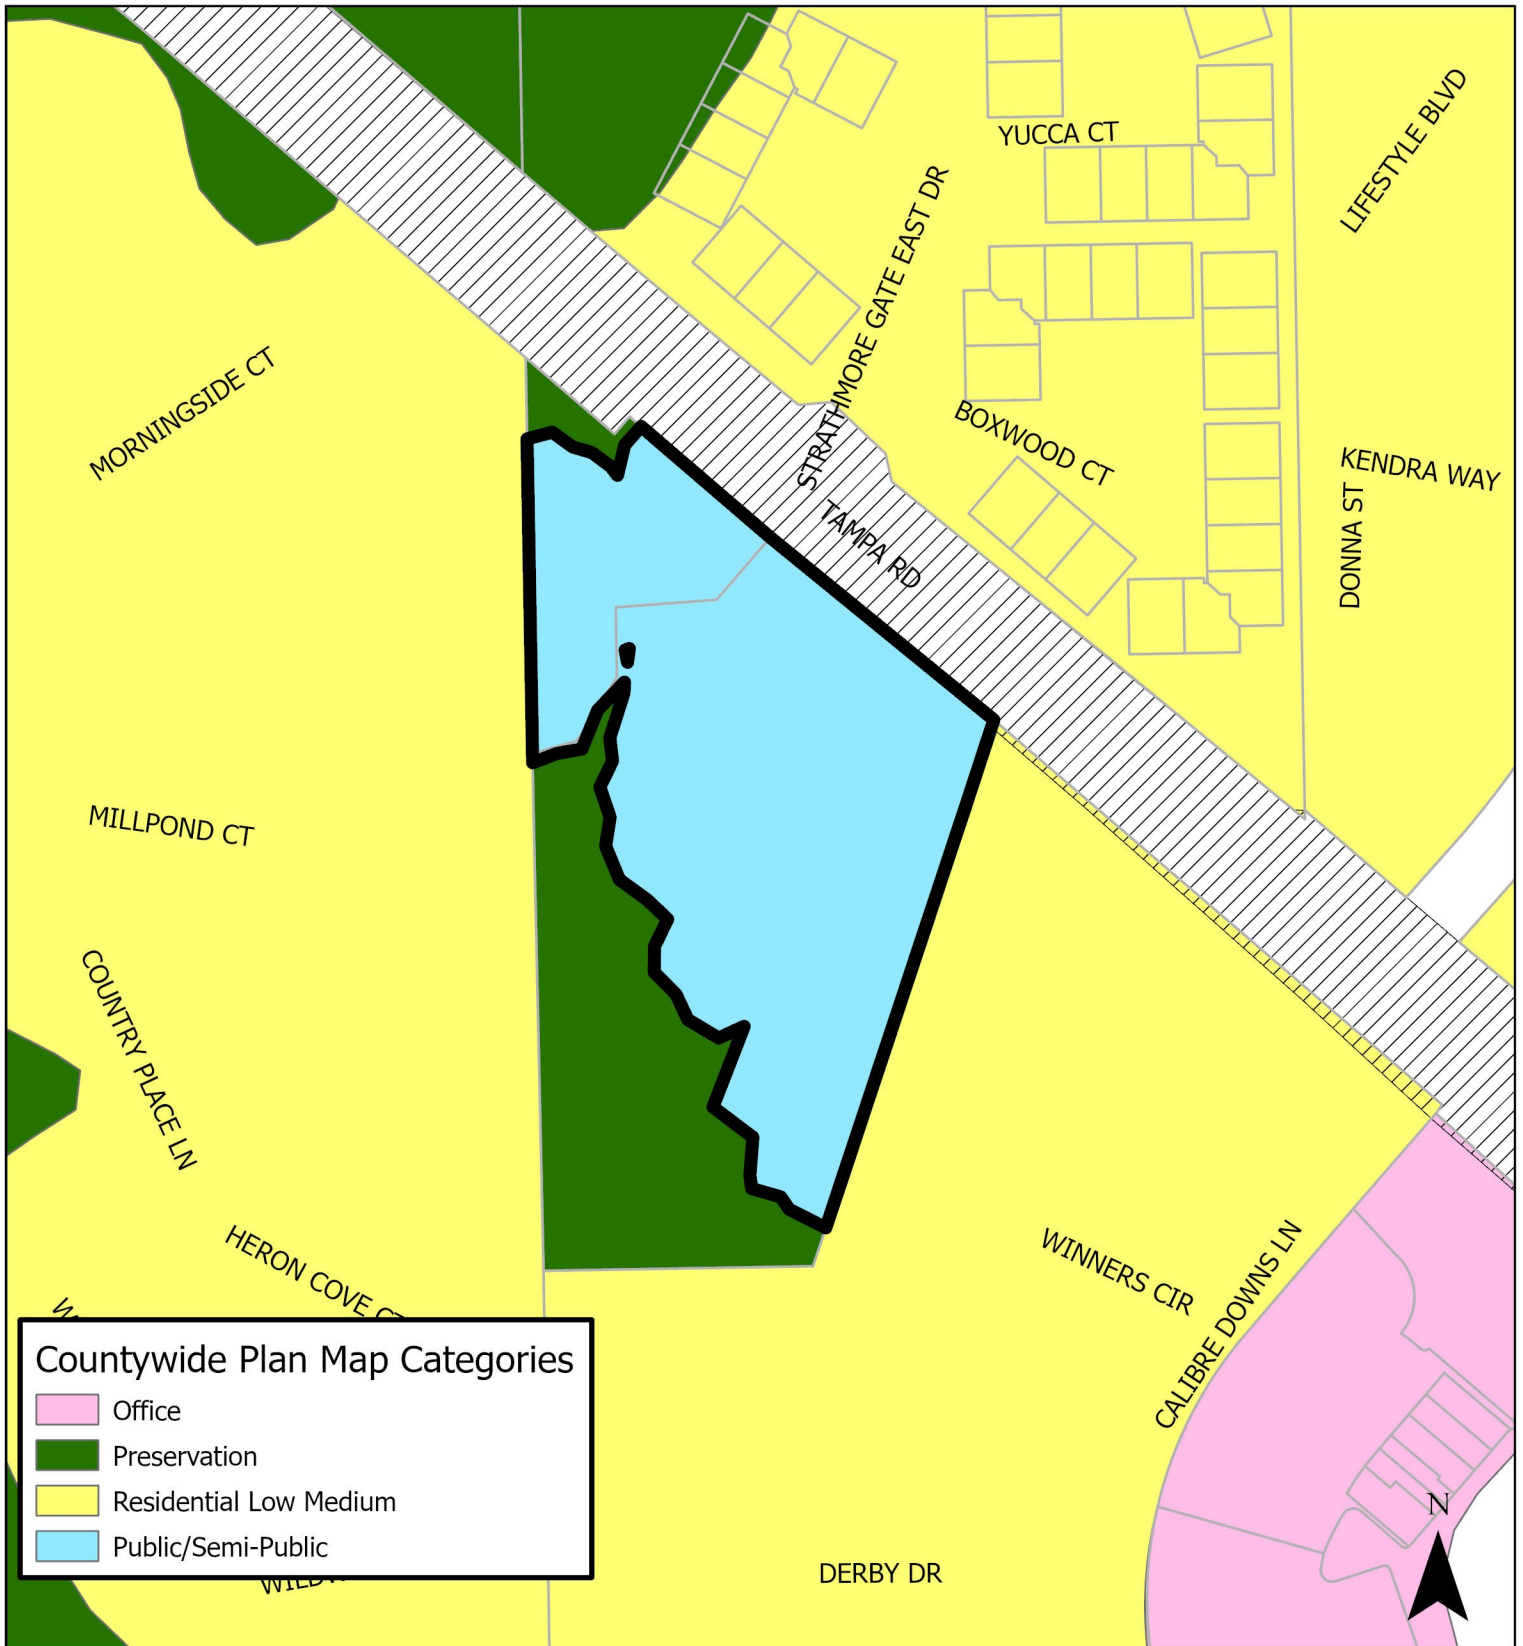 YUCCA CT
LIFESTYLE BLVD
STRATHMORE GATE EAST DR
MORNINGSIDE CT
BOXWOOD CT
KENDRA WAY
TAMPA RD
DONNA ST
MILLPOND CT
COUNTRY PLACE LN
HERON COVE CT
WINNERS CIR
CALIBRE DOWNS LN
Countywide Plan Map Categories
Office
Preservation
Residential Low Medium
Public/Semi-Public
N
DERBY DR